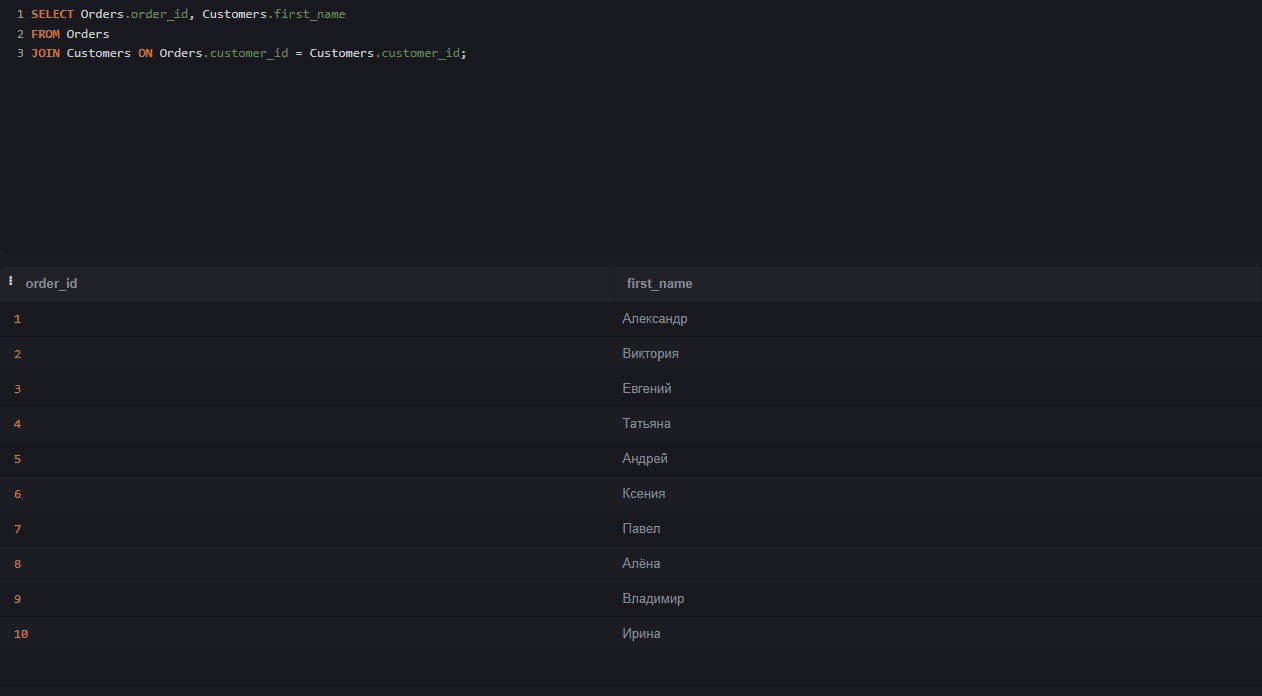 1 SELECT Orders.order_id, Customers.first_name
2 FROM Orders
3 JOIN Customers ON Orders.customer_id = Customers.customer_id;
order_id first_name
1 Александр
2 Виктория
3 Евгений
4 Татьяна
5 Андрей
6 Ксения
7 Павел
8 Алёна
9 Владимир
10 Ирина